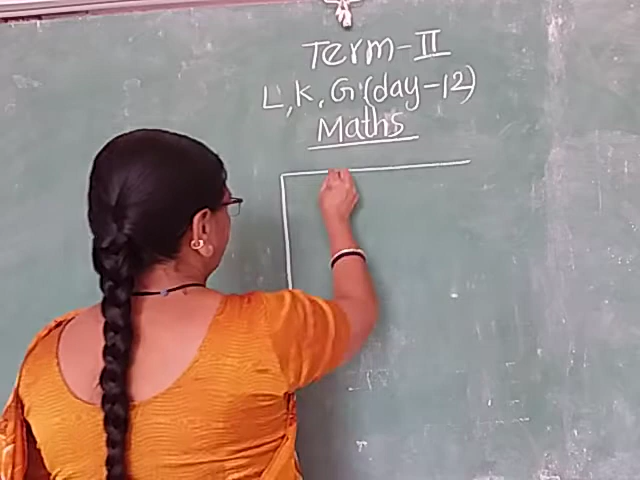 Term-II
L, K, G (day-12)
Maths